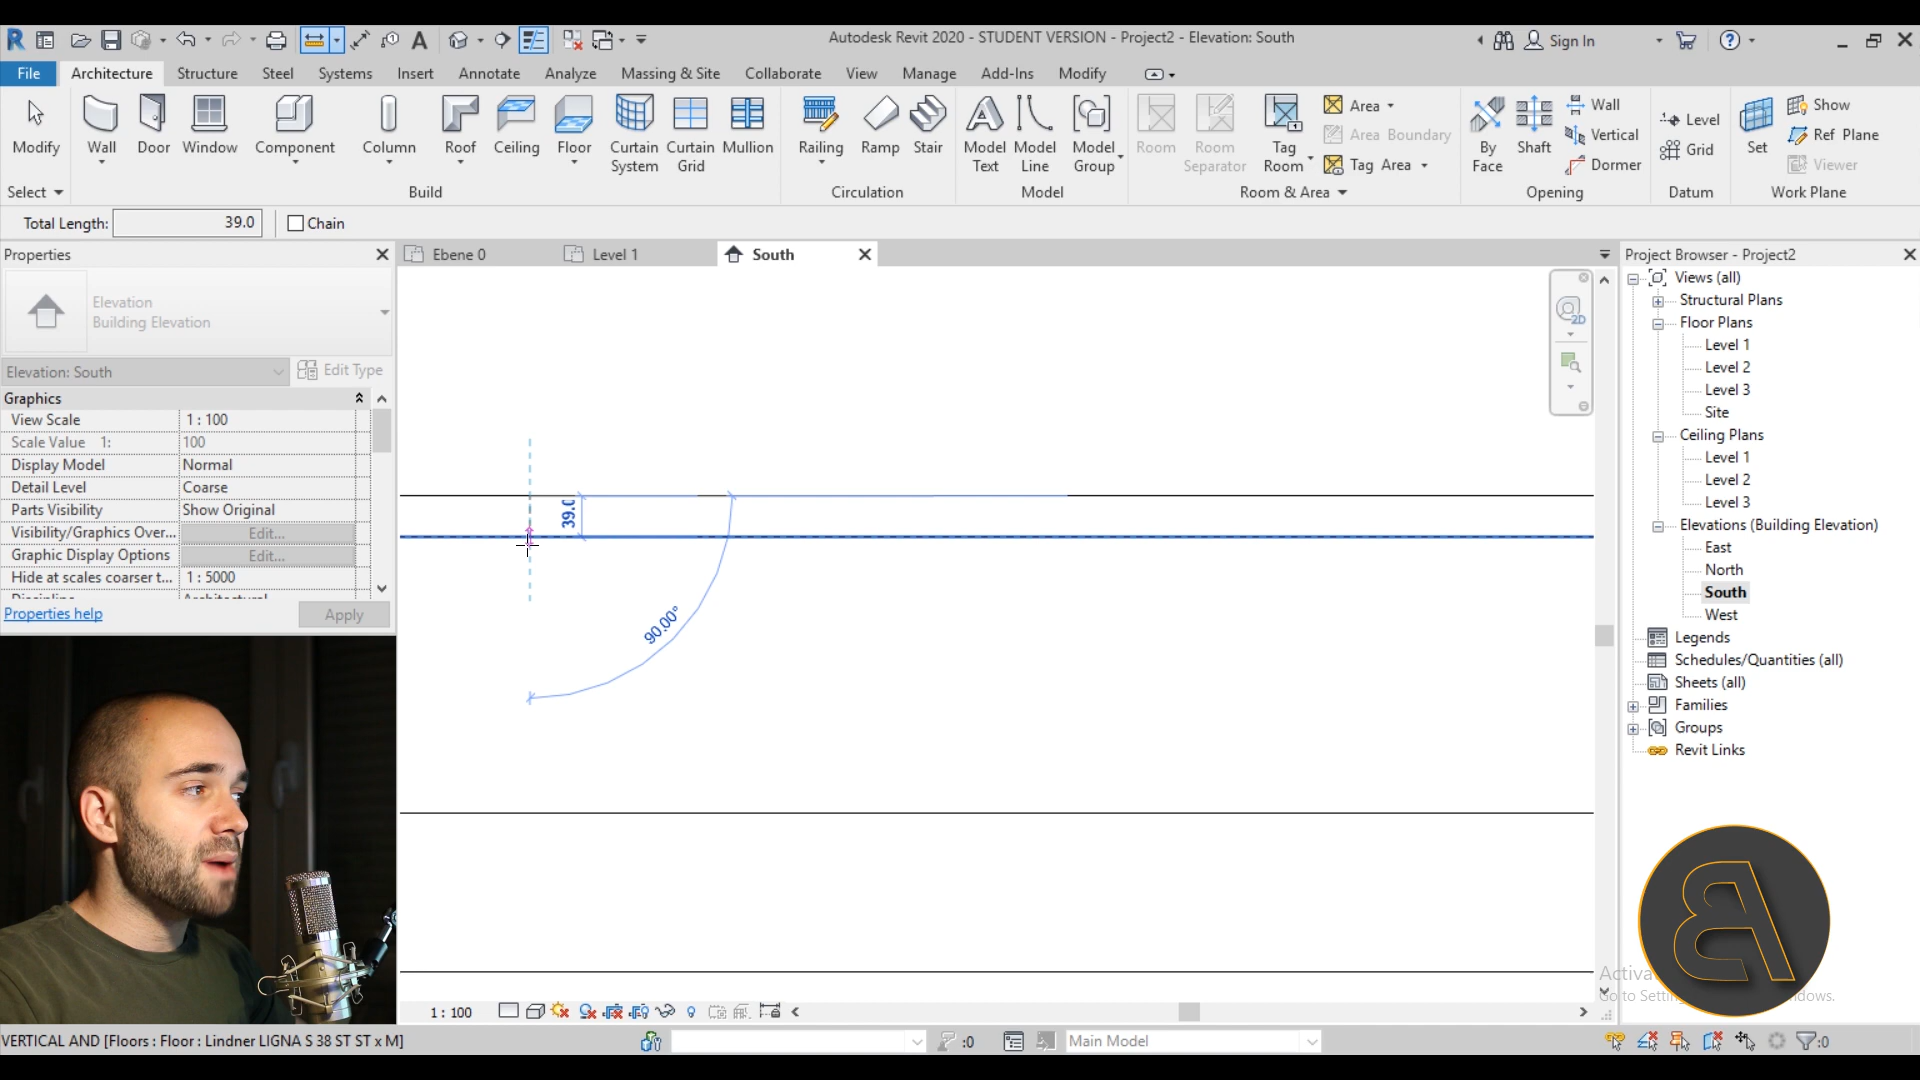 Autodesk Revit 2020 - STUDENT VERSION - Project2 - Elevation: South
Sign In
File Architecture Structure Steel Systems Insert Annotate Analyze Massing & Site Collaborate View Manage Add-Ins Modify
Modify Wall Door Window Component Column Roof Ceiling Floor Curtain System Curtain Grid Mullion Railing Ramp Stair Model Text Model Line Model Group Room Room Separator Tag Room
Area
Area Boundary
Tag Area
By Face Shaft
Wall
Vertical
Dormer
Level
Grid
Set
Show
Ref Plane
Viewer
Select Build Circulation Model Room & Area Opening Datum Work Plane
Total Length: 39.0 Chain
Properties
Ebene 0 Level 1 South
Project Browser - Project2
Elevation
Building Elevation
Elevation: South Edit Type
Graphics
View Scale 1 : 100
Scale Value 1: 100
Display Model Normal
Detail Level Coarse
Parts Visibility Show Original
Visibility/Graphics Over... Edit...
Graphic Display Options Edit...
Hide at scales coarser t... 1 : 5000
Properties help Apply
39.0
90.00°
2D
Views (all)
Structural Plans
Floor Plans
Level 1
Level 2
Level 3
Site
Ceiling Plans
Level 1
Level 2
Level 3
Elevations (Building Elevation)
East
North
South
West
Legends
Schedules/Quantities (all)
Sheets (all)
Families
Groups
Revit Links
Activa
Go to Settin dows.
1 : 100
VERTICAL AND [Floors : Floor : Lindner LIGNA S 38 ST ST x M]
:0
Main Model
:0